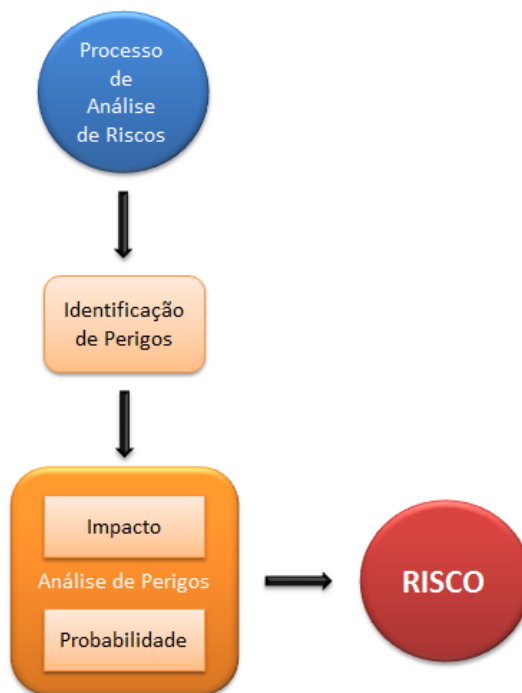 Processo
de
Análise
de Riscos
Identificação
de Perigos
Impacto
Análise de Perigos
Probabilidade
RISCO